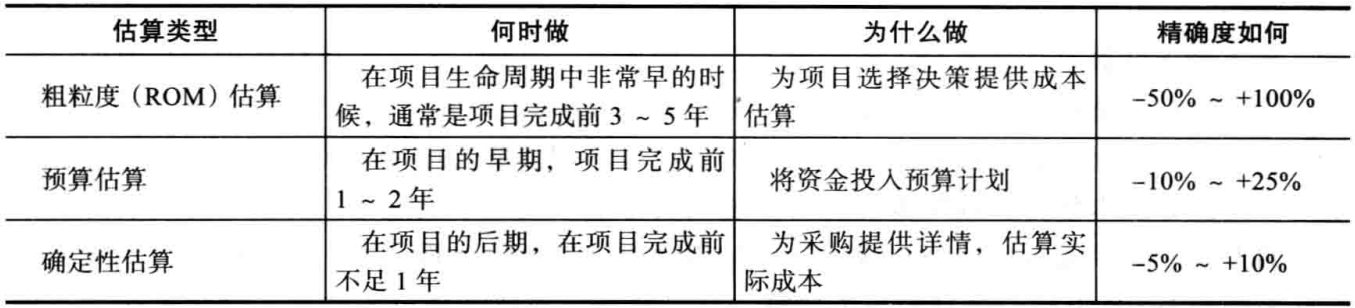 估算类型 何时做 为什么做 精确度如何
粗粒度（ROM）估算 在项目生命周期中非常早的时候，通常是项目完成前 3 ~ 5 年 为项目选择决策提供成本估算 –50% ~ +100%
预算估算 在项目的早期，项目完成前 1 ~ 2 年 将资金投入预算计划 –10% ~ +25%
确定性估算 在项目的后期，在项目完成前不足 1 年 为采购提供详情，估算实际成本 –5% ~ +10%